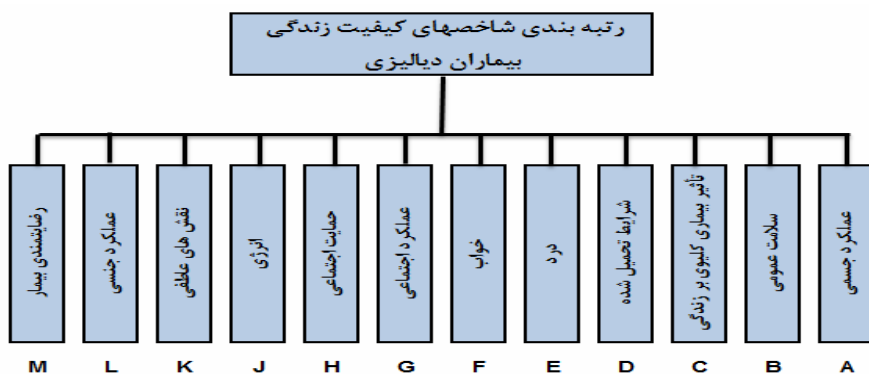 رتبه بندی شاخصهای کیفیت زندگی
بیماران دیالیزی
عملکرد جسمی
سلامت عمومی
تأثیر بیماری کلیوی بر زندگی
شرایط تحمیل شده
درد
خواب
عملکرد اجتماعی
حمایت اجتماعی
انرژی
نقش های عاطفی
عملکرد جنسی
رضایتمندی بیمار
M L K J H G F E D C B A